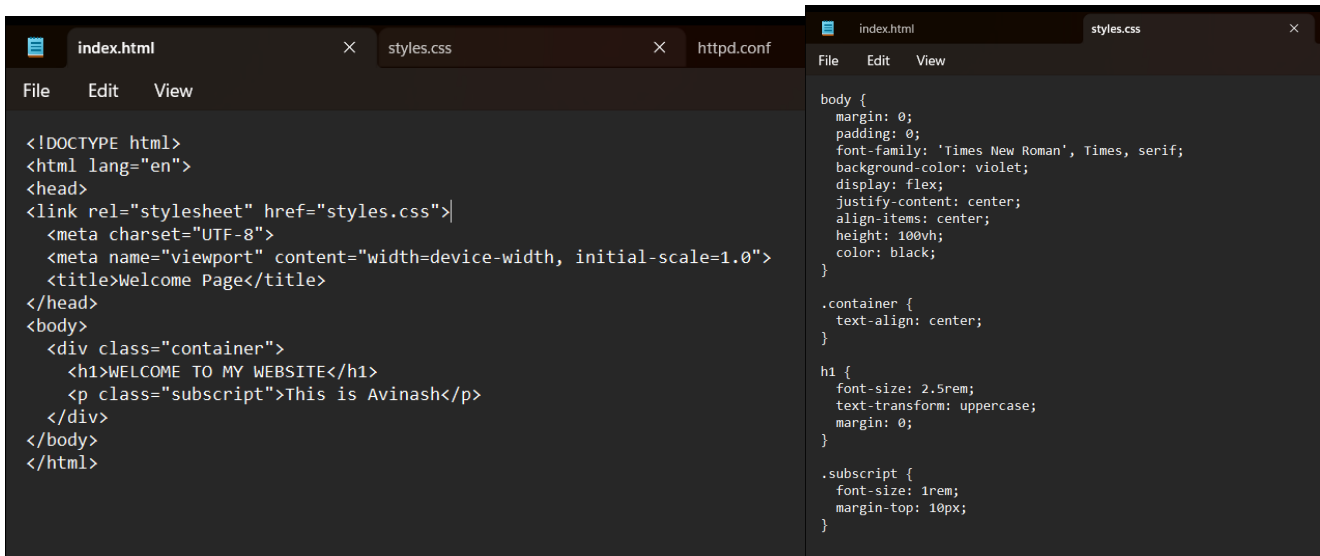 index.html × styles.css × httpd.conf
File Edit View
<!DOCTYPE html>
<html lang="en">
<head>
<link rel="stylesheet" href="styles.css">
  <meta charset="UTF-8">
  <meta name="viewport" content="width=device-width, initial-scale=1.0">
  <title>Welcome Page</title>
</head>
<body>
  <div class="container">
    <h1>WELCOME TO MY WEBSITE</h1>
    <p class="subscript">This is Avinash</p>
  </div>
</body>
</html>
index.html styles.css ×
File Edit View
body {
  margin: 0;
  padding: 0;
  font-family: 'Times New Roman', Times, serif;
  background-color: violet;
  display: flex;
  justify-content: center;
  align-items: center;
  height: 100vh;
  color: black;
}

.container {
  text-align: center;
}

h1 {
  font-size: 2.5rem;
  text-transform: uppercase;
  margin: 0;
}

.subscript {
  font-size: 1rem;
  margin-top: 10px;
}